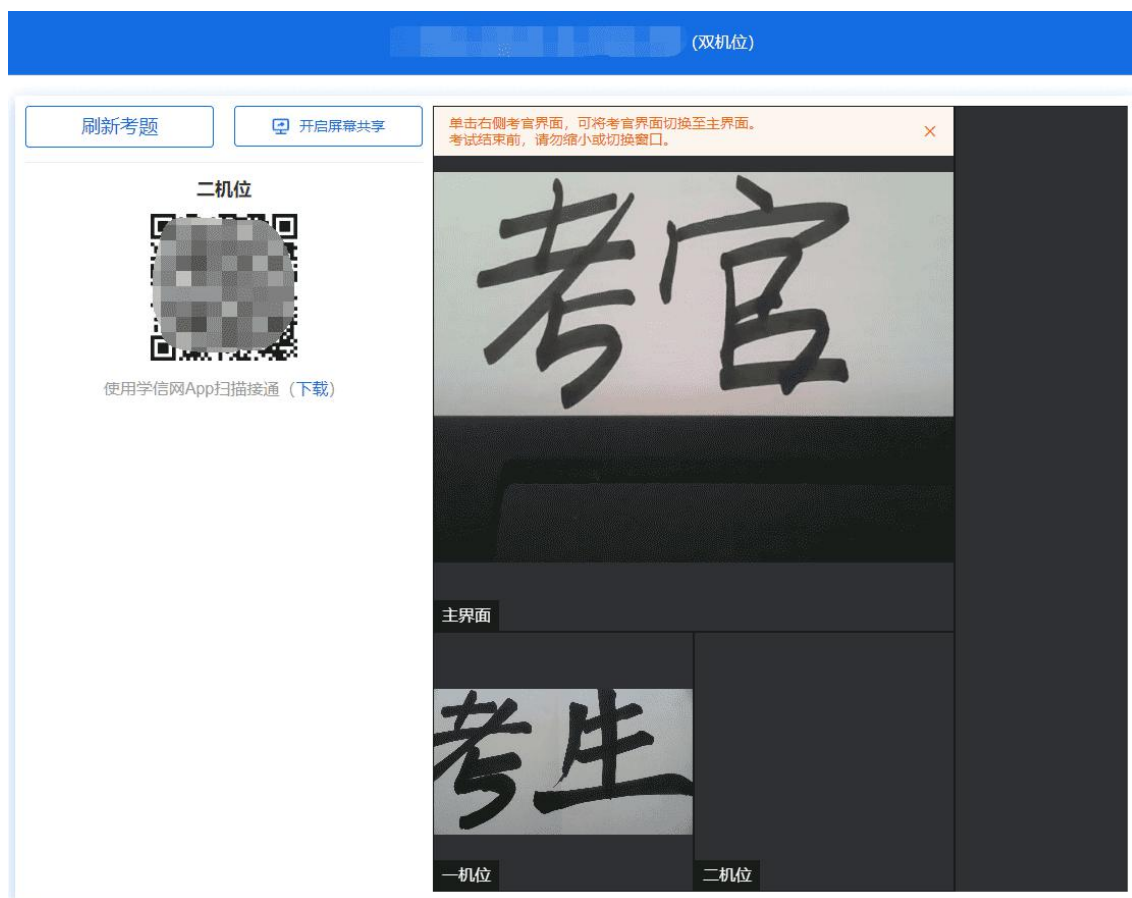 (双机位)
刷新考题
开启屏幕共享
二机位
使用学信网App扫描接通（下载）
单击右侧考官界面，可将考官界面切换至主界面。
考试结束前，请勿缩小或切换窗口。
考官
主界面
考生
一机位
二机位